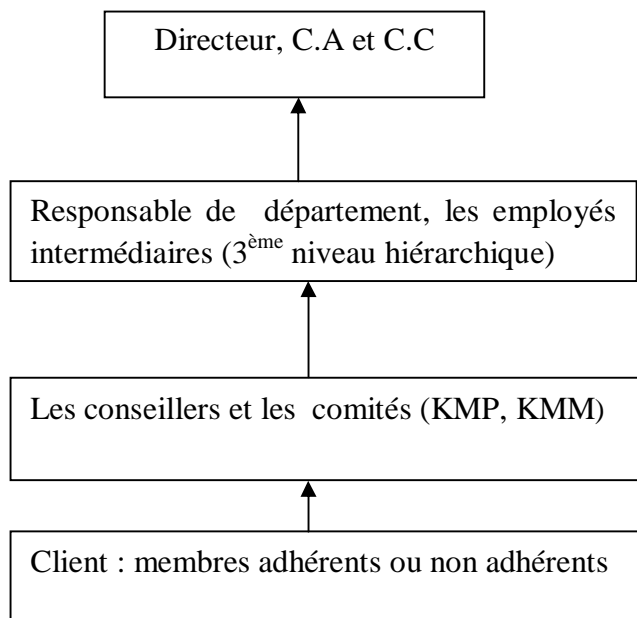 Directeur, C.A et C.C
Responsable de département, les employés
intermédiaires (3ème niveau hiérarchique)
Les conseillers et les comités (KMP, KMM)
Client : membres adhérents ou non adhérents